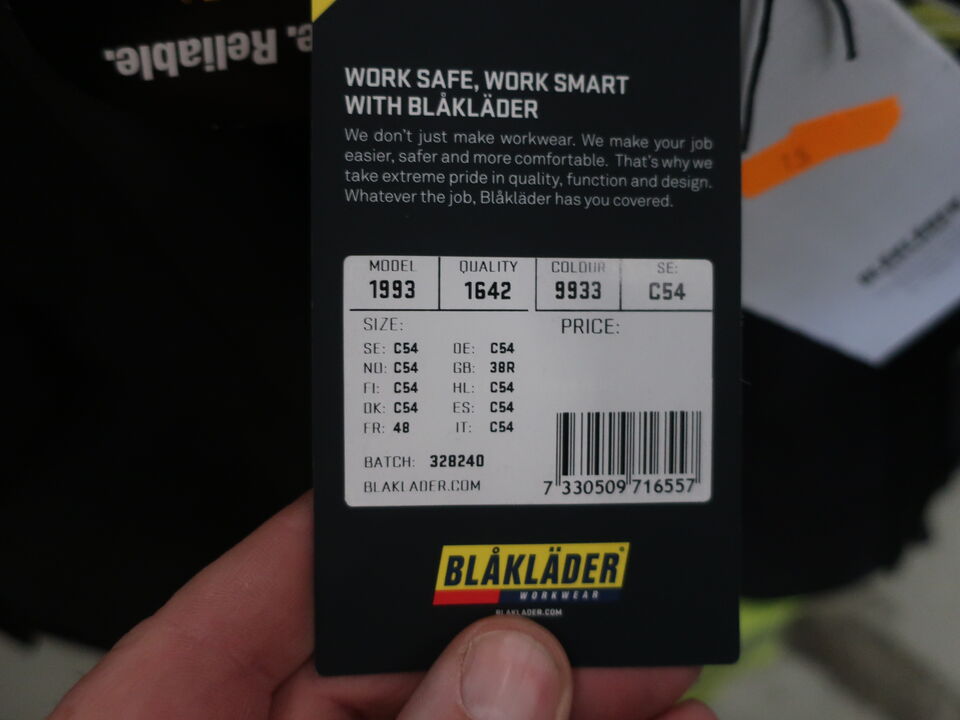 e. Reliable.
WORK SAFE, WORK SMART
WITH BLÅKLÄDER
We don't just make workwear. We make your job
easier, safer and more comfortable. That's why we
take extreme pride in quality, function and design.
Whatever the job, Blåkläder has you covered.
MODEL QUALITY COLOUR SE:
1993 1642 9933 C54
SIZE: PRICE:
SE: C54 DE: C54
NO: C54 GB: 38R
FI: C54 HL: C54
DK: C54 ES: C54
FR: 48 IT: C54
BATCH: 328240
BLAKLADER.COM
7 330509 716557
BLÅKLÄDER
WORKWEAR
BLAKLADER.COM
BLÅKLÄDER